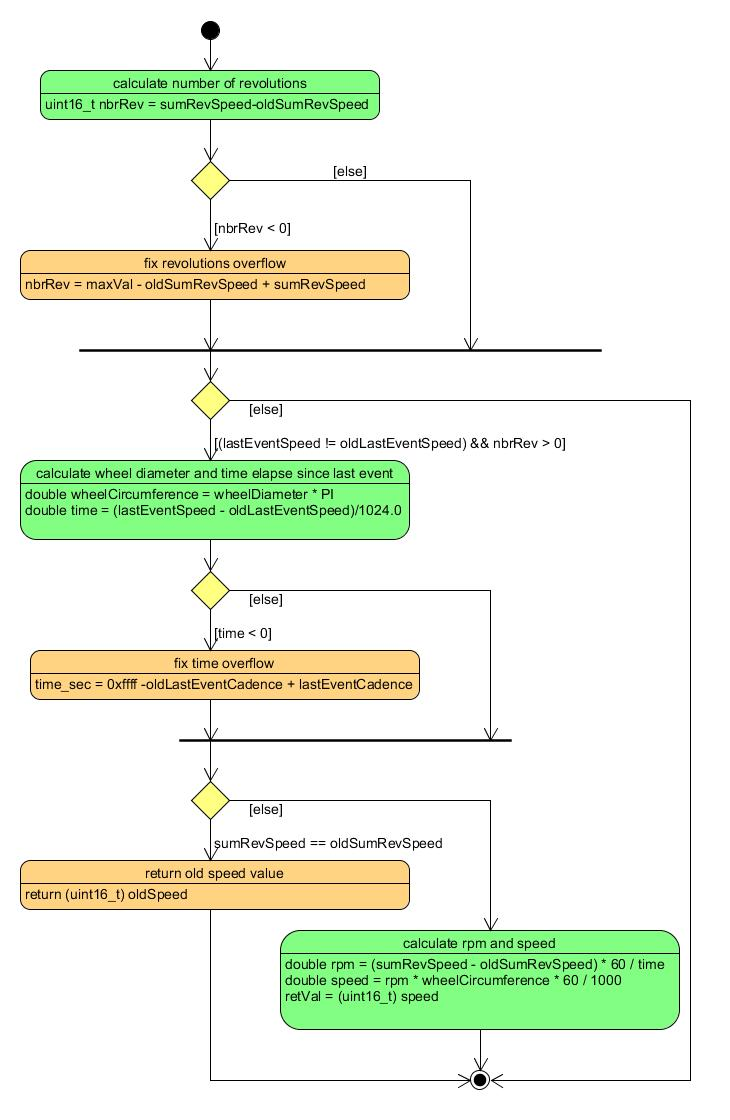 calculate number of revolutions
uint16_t nbrRev = sumRevSpeed-oldSumRevSpeed
[else]
[nbrRev < 0]
fix revolutions overflow
nbrRev = maxVal - oldSumRevSpeed + sumRevSpeed
[else]
[(lastEventSpeed != oldLastEventSpeed) && nbrRev > 0]
calculate wheel diameter and time elapse since last event
double wheelCircumference = wheelDiameter * PI
double time = (lastEventSpeed - oldLastEventSpeed)/1024.0
[else]
[time < 0]
fix time overflow
time_sec = 0xffff -oldLastEventCadence + lastEventCadence
[else]
sumRevSpeed == oldSumRevSpeed
return old speed value
return (uint16_t) oldSpeed
calculate rpm and speed
double rpm = (sumRevSpeed - oldSumRevSpeed) * 60 / time
double speed = rpm * wheelCircumference * 60 / 1000
retVal = (uint16_t) speed